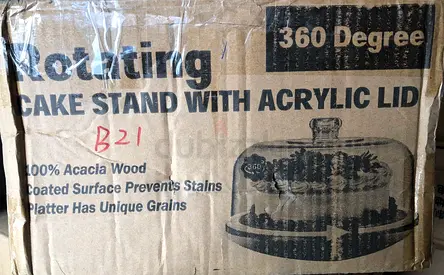 360 Degree
Rotating
CAKE STAND WITH ACRYLIC LID
B21
100% Acacia Wood
Coated Surface Prevents Stains
Platter Has Unique Grains
360°